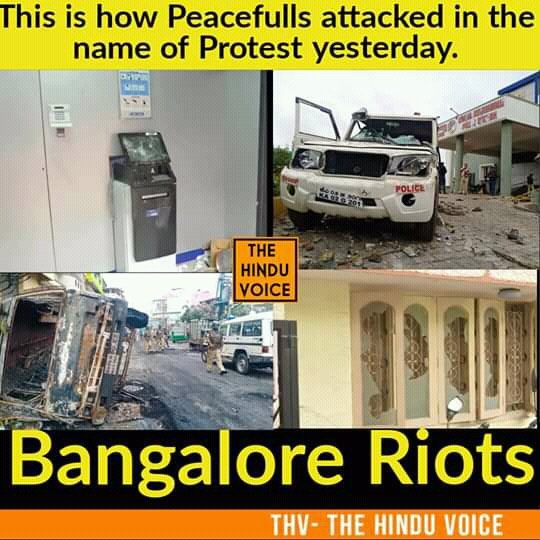 This is how Peacefulls attacked in the
name of Protest yesterday.
POLICE
THE
HINDU
VOICE
Bangalore Riots
THV- THE HINDU VOICE